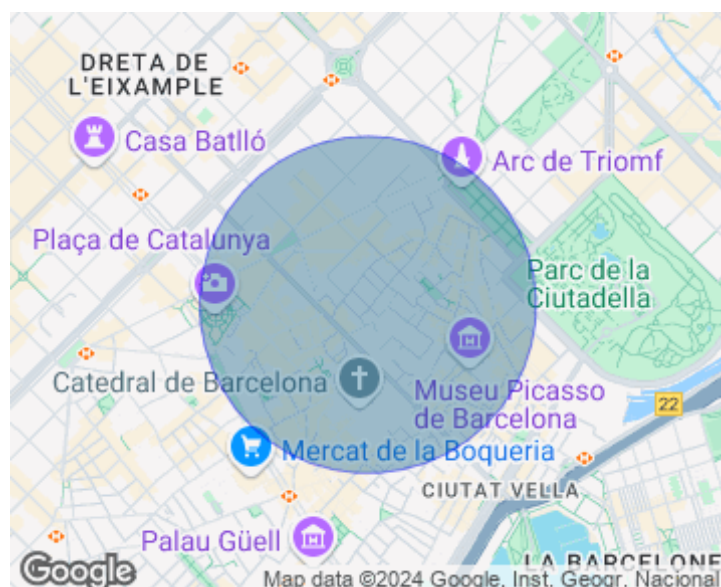 DRETA DE
L'EIXAMPLE
Casa Batlló
Arc de Triomf
Plaça de Catalunya
Parc de la
Ciutadella
Catedral de Barcelona
Museu Picasso
de Barcelona
22
Mercat de la Boqueria
CIUTAT VELLA
Palau Güell
LA BARCELONE
Google
Map data ©2024 Google, Inst. Geogr. Nacional